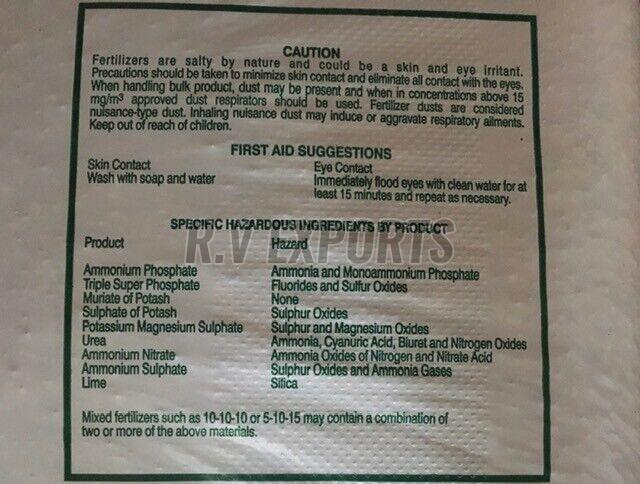 CAUTION
Fertilizers are salty by nature and could be a skin and eye irritant.
Precautions should be taken to minimize skin contact and eliminate all contact with the eyes.
When handling bulk product, dust may be present and when in concentrations above 15
mg/m³ approved dust respirators should be used. Fertilizer dusts are considered
nuisance-type dust. Inhaling nuisance dust may induce or aggravate respiratory ailments.
Keep out of reach of children.
FIRST AID SUGGESTIONS
Skin Contact Eye Contact
Wash with soap and water Immediately flood eyes with clean water for at
least 15 minutes and repeat as necessary.
SPECIFIC HAZARDOUS INGREDIENTS BY PRODUCT
R.V EXPORTS
Product Hazard
Ammonium Phosphate Ammonia and Monoammonium Phosphate
Triple Super Phosphate Fluorides and Sulfur Oxides
Muriate of Potash None
Sulphate of Potash Sulphur Oxides
Potassium Magnesium Sulphate Sulphur and Magnesium Oxides
Urea Ammonia, Cyanuric Acid, Biuret and Nitrogen Oxides
Ammonium Nitrate Ammonia Oxides of Nitrogen and Nitrate Acid
Ammonium Sulphate Sulphur Oxides and Ammonia Gases
Lime Silica
Mixed fertilizers such as 10-10-10 or 5-10-15 may contain a combination of
two or more of the above materials.